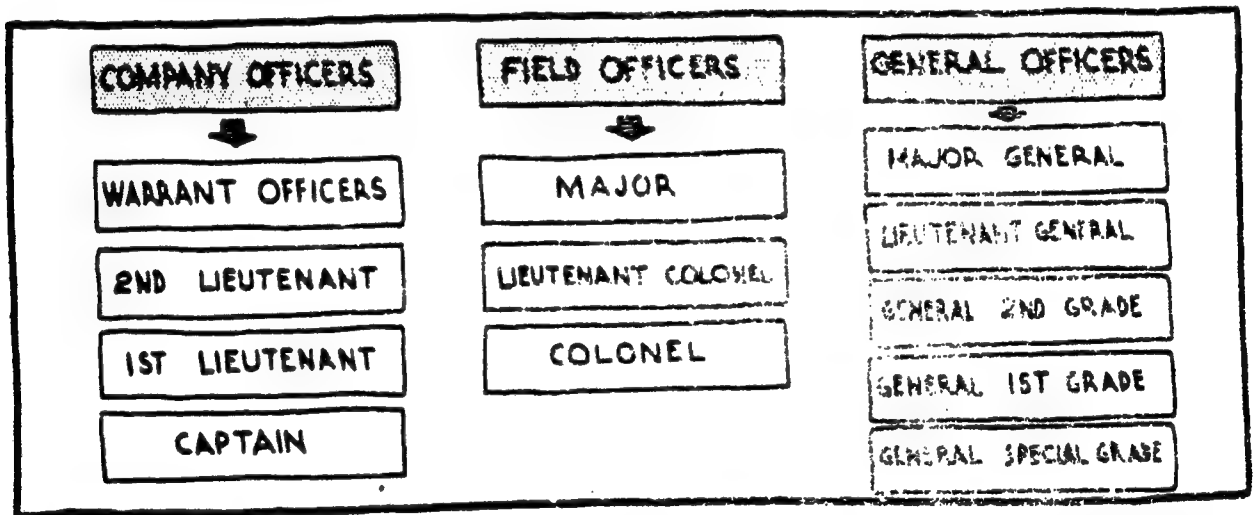 COMPANY OFFICERS
WARRANT OFFICERS
2ND LIEUTENANT
1ST LIEUTENANT
CAPTAIN
FIELD OFFICERS
MAJOR
LIEUTENANT COLONEL
COLONEL
GENERAL OFFICERS
MAJOR GENERAL
LIEUTENANT GENERAL
GENERAL 2ND GRADE
GENERAL 1ST GRADE
GENERAL SPECIAL GRADE